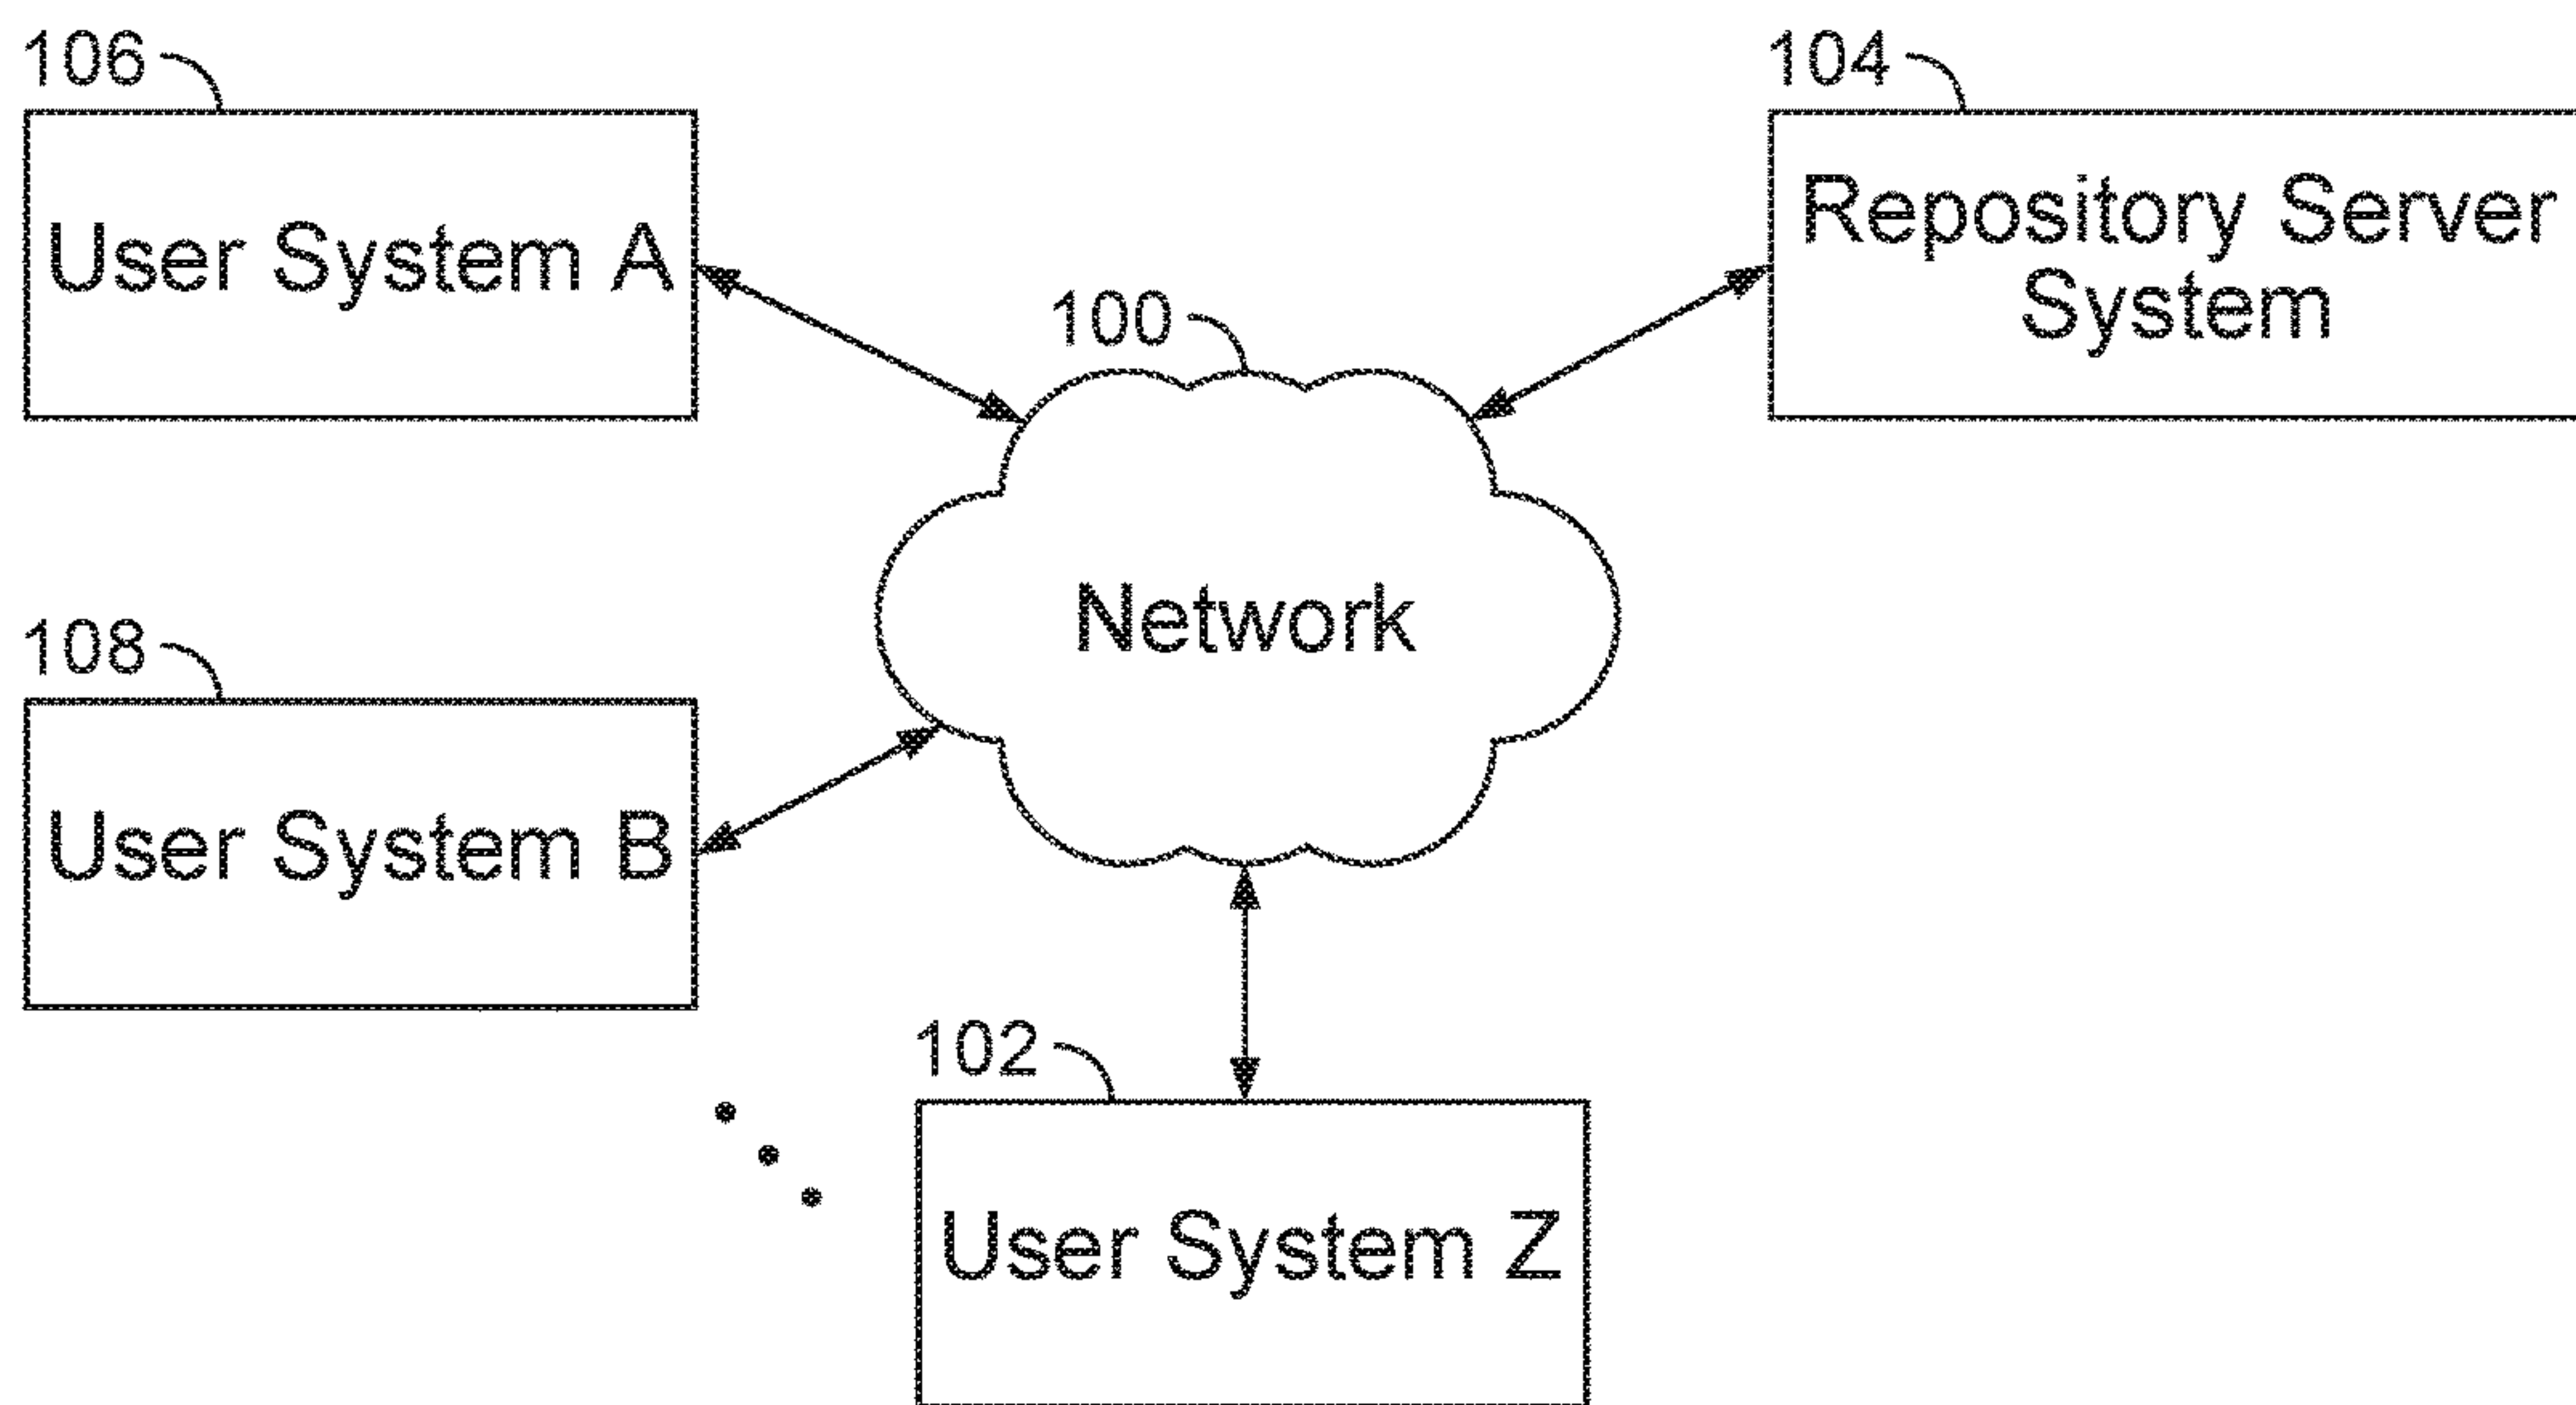 106
104
User System A
Repository Server
System
100
Network
108
User System B
102
User System Z